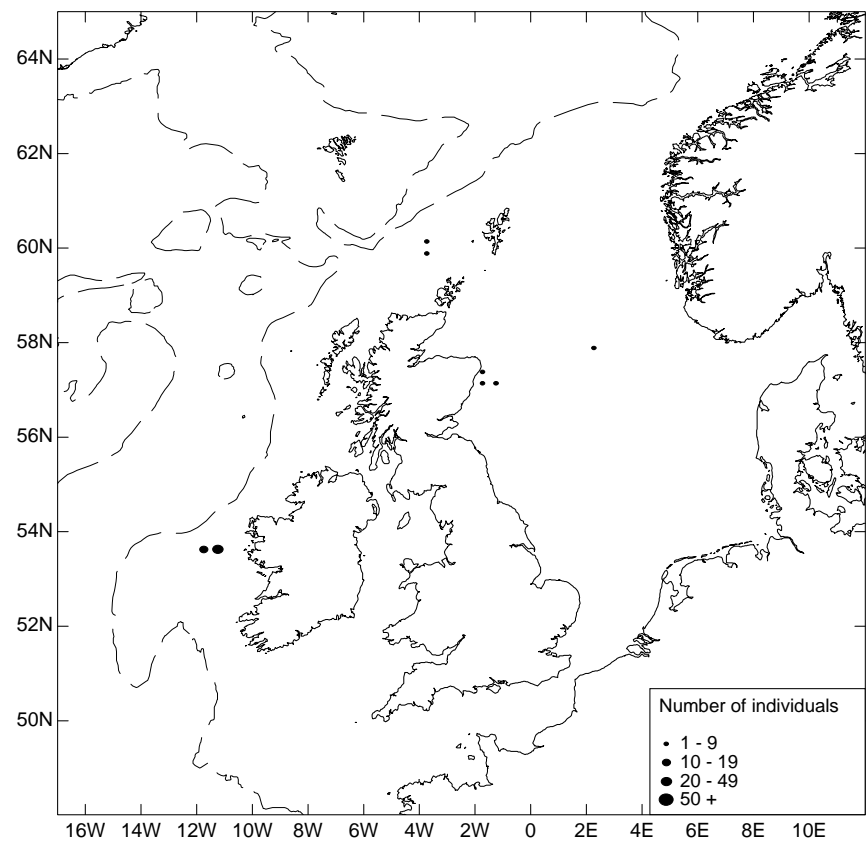 64N
62N
60N
58N
56N
54N
52N
50N
Number of individuals
1 - 9
10 - 19
20 - 49
50 +
16W 14W 12W 10W 8W 6W 4W 2W 0 2E 4E 6E 8E 10E